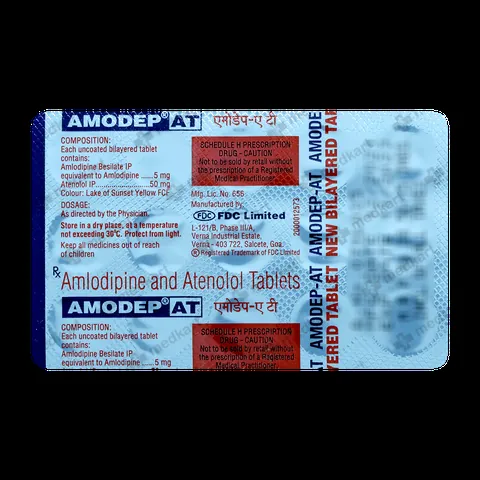 AMODEP® AT एमोडेप-ए टी
COMPOSITION:
Each uncoated bilayered tablet
contains:
Amlodipine Besilate IP
equivalent to Amlodipine......5 mg
Atenolol IP......................50 mg
Colour: Lake of Sunset Yellow FCF
DOSAGE:
As directed by the Physician.
Store in a dry place, at a temperature
not exceeding 30°C. Protect from light.
Keep all medicines out of reach
of children
SCHEDULE H PRESCRIPTION
DRUG - CAUTION
Not to be sold by retail without
the prescription of a Registered
Medical Practitioner.
Mfg. Lic. No. 656
Manufactured by:
FDC FDC Limited
L-121/B, Phase III/A,
Verna Industrial Estate,
Verna - 403 722, Salcete, Goa.
® Registered Trademark of FDC Limited
2000012573
Rx Amlodipine and Atenolol Tablets
AMODEP® AT एमोडेप-ए टी
COMPOSITION:
Each uncoated bilayered tablet
contains:
Amlodipine Besilate IP
equivalent to Amlodipine......5 mg
SCHEDULE H PRESCRIPTION
DRUG - CAUTION
Not to be sold by retail without
the prescription of a Registered
Medical Practitioner.
AT AMODEP-AT AMODEP-AT AMO
YERED TABLET NEW BILAYERED TAB